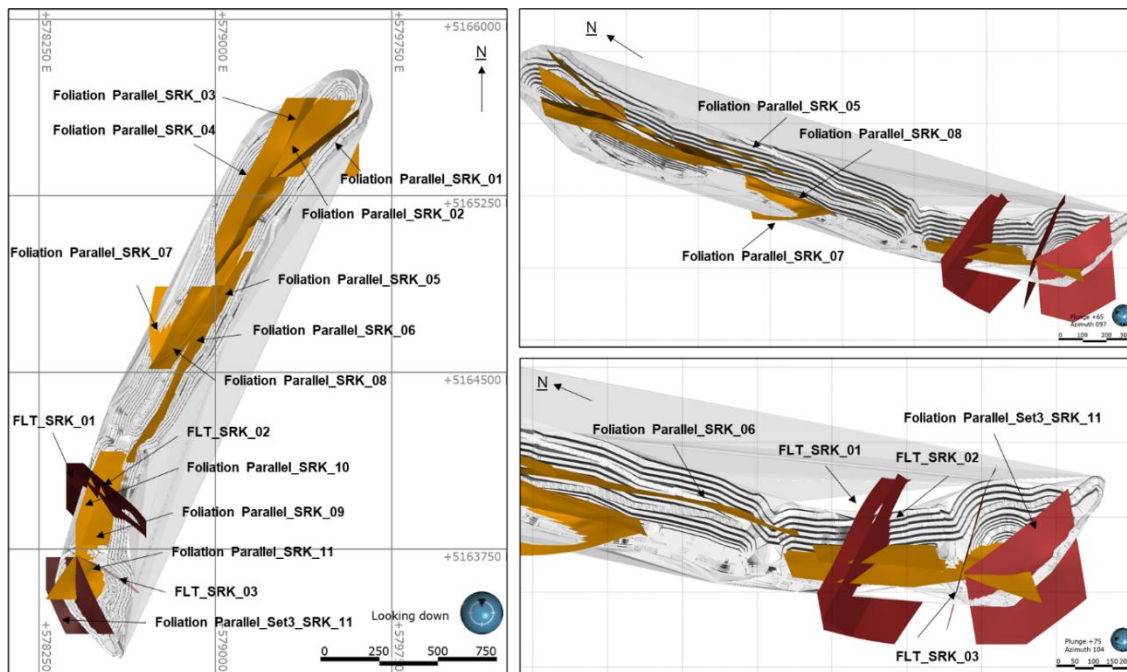 +578250 E
+579000 E
+579750 E
+5166000
N
Foliation Parallel_SRK_03
Foliation Parallel_SRK_04
Foliation Parallel_SRK_01
+5165250
Foliation Parallel_SRK_02
Foliation Parallel_SRK_07
Foliation Parallel_SRK_05
Foliation Parallel_SRK_06
+5164500
Foliation Parallel_SRK_08
FLT_SRK_01
FLT_SRK_02
Foliation Parallel_SRK_10
Foliation Parallel_SRK_09
+5163750
Foliation Parallel_SRK_11
FLT_SRK_03
Looking down
Foliation Parallel_Set3_SRK_11
+578250 E
+579000 E
0 250 500 750
N
Foliation Parallel_SRK_05
Foliation Parallel_SRK_08
Foliation Parallel_SRK_07
Plunge +65
Azimuth 097
0 100 200
N
Foliation Parallel_Set3_SRK_11
Foliation Parallel_SRK_06
FLT_SRK_01
FLT_SRK_02
FLT_SRK_03
Plunge +75
Azimuth 104
0 50 100 150